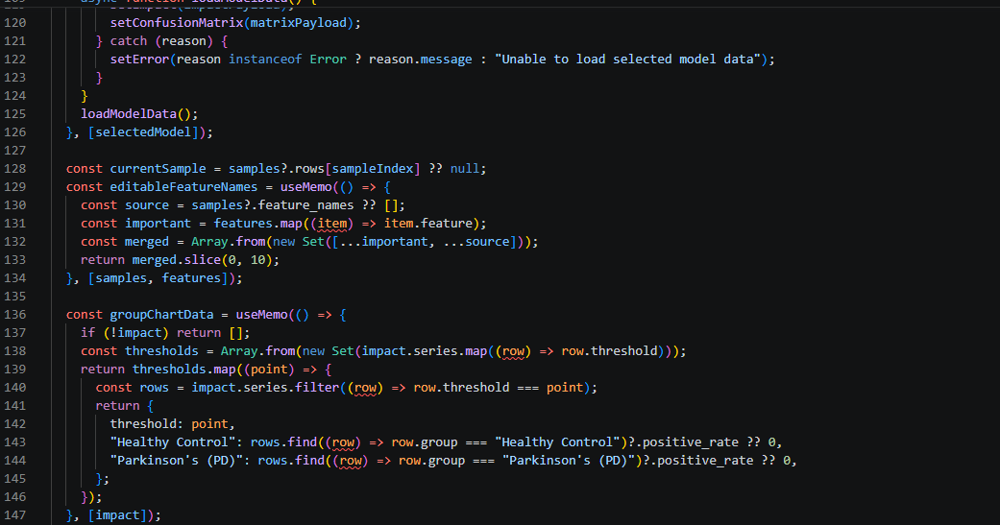 120 setConfusionMatrix(matrixPayload);
121 } catch (reason) {
122 setError(reason instanceof Error ? reason.message : "Unable to load selected model data");
123 }
124 }
125 loadModelData();
126 }, [selectedModel]);
127
128 const currentSample = samples?.rows[sampleIndex] ?? null;
129 const editableFeatureNames = useMemo(() => {
130 const source = samples?.feature_names ?? [];
131 const important = features.map((item) => item.feature);
132 const merged = Array.from(new Set([...important, ...source]));
133 return merged.slice(0, 10);
134 }, [samples, features]);
135
136 const groupChartData = useMemo(() => {
137 if (!impact) return [];
138 const thresholds = Array.from(new Set(impact.series.map((row) => row.threshold)));
139 return thresholds.map((point) => {
140 const rows = impact.series.filter((row) => row.threshold === point);
141 return {
142 threshold: point,
143 "Healthy Control": rows.find((row) => row.group === "Healthy Control")?.positive_rate ?? 0,
144 "Parkinson's (PD)": rows.find((row) => row.group === "Parkinson's (PD)")?.positive_rate ?? 0,
145 };
146 });
147 }, [impact]);